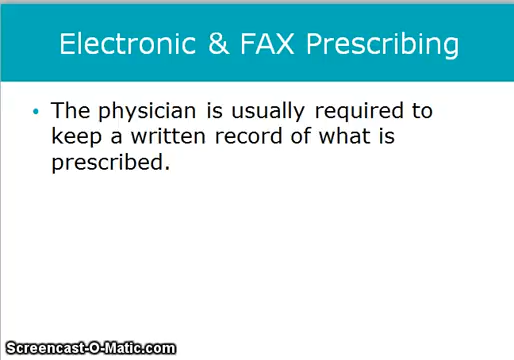 Electronic & FAX Prescribing
• The physician is usually required to
keep a written record of what is
prescribed.
Screencast-O-Matic.com